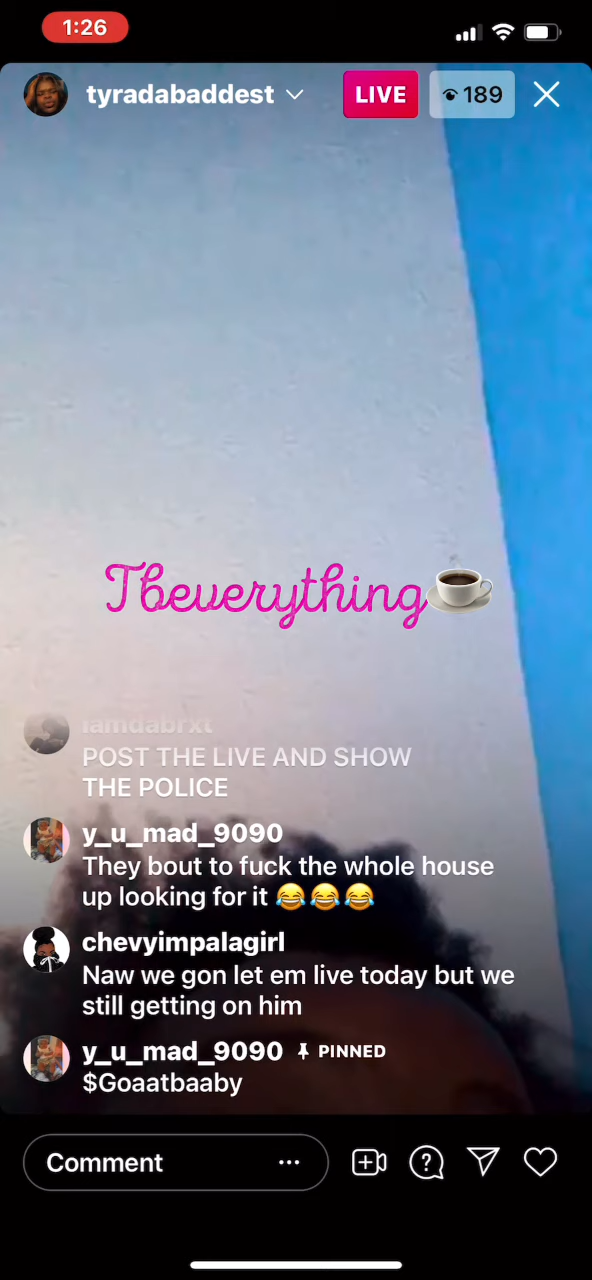 1:26
tyradabaddest
LIVE
189
Tbeverything☕
iamdabrxt
POST THE LIVE AND SHOW
THE POLICE
y_u_mad_9090
They bout to fuck the whole house
up looking for it 😂😂😂
chevyimpalagirl
Naw we gon let em live today but we
still getting on him
y_u_mad_9090 PINNED
$Goaatbaaby
Comment